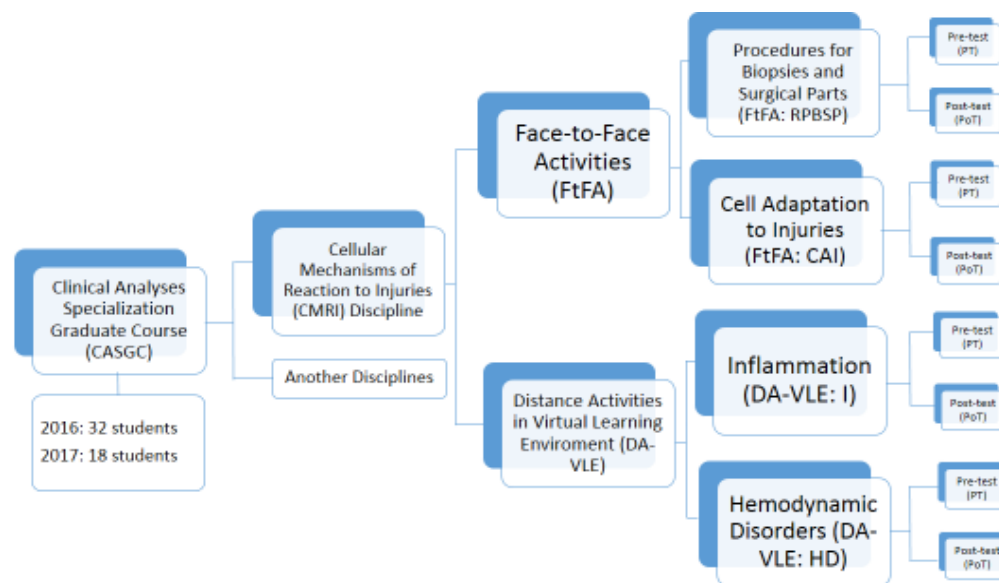 Clinical Analyses
Specialization
Graduate Course
(CASGC)
2016: 32 students
2017: 18 students
Cellular
Mechanisms of
Reaction to Injuries
(CMRI) Discipline
Another Disciplines
Face-to-Face
Activities
(FtFA)
Distance Activities
in Virtual Learning
Enviroment (DA-
VLE)
Procedures for
Biopsies and
Surgical Parts
(FtFA: RPBSP)
Pre-test
(PT)
Post-test
(PoT)
Cell Adaptation
to Injuries
(FtFA: CAI)
Pre-test
(PT)
Post-test
(PoT)
Inflammation
(DA-VLE: I)
Pre-test
(PT)
Post-test
(PoT)
Hemodynamic
Disorders (DA-
VLE: HD)
Pre-test
(PT)
Post-test
(PoT)